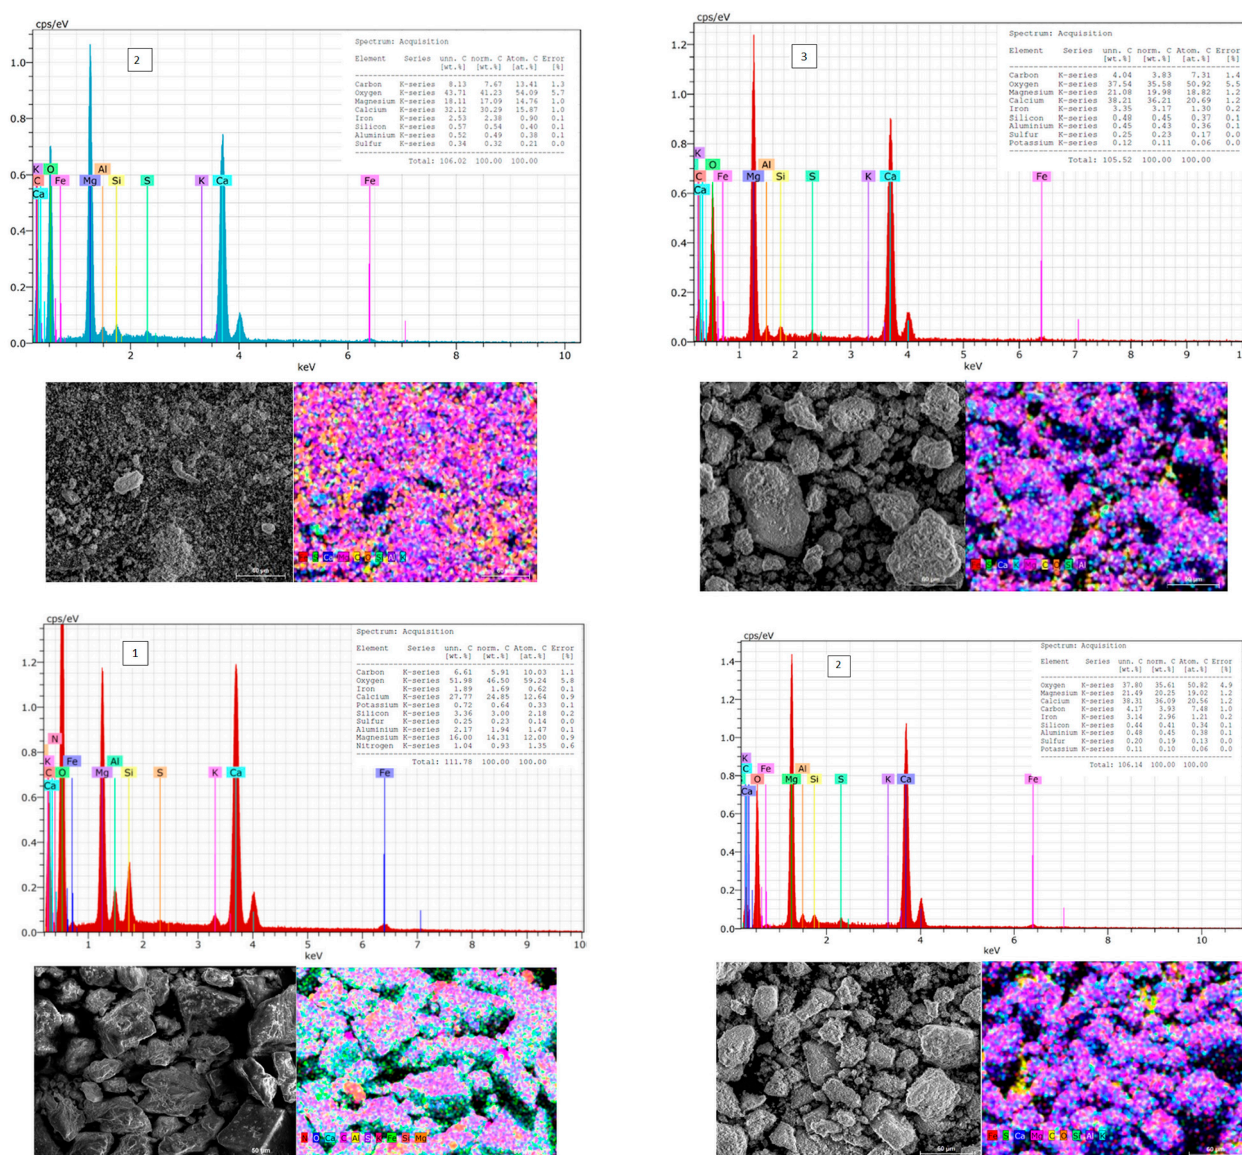 cps/eV
2
Spectrum: Acquisition
Element Series unn. C norm. C Atom. C Error
[wt.%] [wt.%] [at.%] [%]
Carbon K-series 8.13 7.67 13.41 1.3
Oxygen K-series 43.71 41.23 54.09 5.7
Magnesium K-series 18.11 17.09 14.76 1.0
Calcium K-series 32.12 30.29 15.87 1.0
Iron K-series 2.53 2.38 0.90 0.1
Silicon K-series 0.57 0.54 0.40 0.1
Aluminium K-series 0.52 0.49 0.38 0.1
Sulfur K-series 0.34 0.32 0.21 0.0
Total: 106.02 100.00 100.00
1.0
0.8
0.6
0.4
0.2
0.0
K O Al
C Fe Mg Si S K Ca Fe
Ca
2 4 6 8 10
keV
60 µm
cps/eV
3
Spectrum: Acquisition
Element Series unn. C norm. C Atom. C Error
[wt.%] [wt.%] [at.%] [%]
Carbon K-series 4.04 3.83 7.31 1.4
Oxygen K-series 37.54 35.58 50.92 5.5
Magnesium K-series 21.08 19.98 18.82 1.2
Calcium K-series 38.21 36.21 20.69 1.2
Iron K-series 3.35 3.17 1.30 0.2
Silicon K-series 0.48 0.45 0.37 0.1
Aluminium K-series 0.45 0.43 0.36 0.1
Sulfur K-series 0.25 0.23 0.17 0.0
Potassium K-series 0.12 0.11 0.06 0.0
Total: 105.52 100.00 100.00
1.2
1.0
0.8
0.6
0.4
0.2
0.0
K
O Al
C Fe Mg Si S K Ca Fe
Ca
1 2 3 4 5 6 7 8 9 1
keV
60 µm
cps/eV
1
Spectrum: Acquisition
Element Series unn. C norm. C Atom. C Error
[wt.%] [wt.%] [at.%] [%]
Carbon K-series 6.61 5.91 10.03 1.1
Oxygen K-series 51.98 46.50 59.24 5.8
Iron K-series 1.89 1.69 0.62 0.1
Calcium K-series 27.77 24.85 12.64 0.9
Potassium K-series 0.72 0.64 0.33 0.1
Silicon K-series 3.36 3.00 2.18 0.2
Sulfur K-series 0.25 0.23 0.14 0.0
Aluminium K-series 2.17 1.94 1.47 0.1
Magnesium K-series 16.00 14.31 12.00 0.9
Nitrogen K-series 1.04 0.93 1.35 0.6
Total: 111.78 100.00 100.00
1.2
1.0
0.8
0.6
0.4
0.2
0.0
N
K Fe Al
C O Mg Si S K Ca Fe
Ca
1 2 3 4 5 6 7 8 9 10
keV
60 µm
N O Ca C Al S K Fe Si Mg
cps/eV
2
Spectrum: Acquisition
Element Series unn. C norm. C Atom. C Error
[wt.%] [wt.%] [at.%] [%]
Oxygen K-series 37.80 35.61 50.82 4.9
Magnesium K-series 21.49 20.25 19.02 1.2
Calcium K-series 38.31 36.09 20.56 1.2
Carbon K-series 4.17 3.93 7.48 1.0
Iron K-series 3.14 2.96 1.21 0.2
Silicon K-series 0.44 0.41 0.34 0.1
Aluminium K-series 0.48 0.45 0.38 0.1
Sulfur K-series 0.20 0.19 0.13 0.0
Potassium K-series 0.11 0.10 0.06 0.0
Total: 106.14 100.00 100.00
1.4
1.2
1.0
0.8
0.6
0.4
0.2
0.0
K
C Fe Al
Ca O Mg Si S K Ca Fe
2 4 6 8 10
keV
60 µm